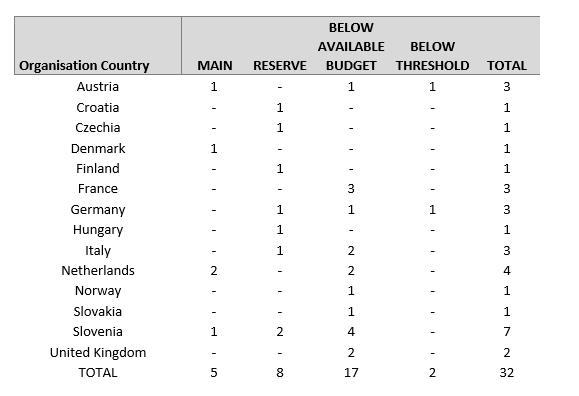 BELOW
AVAILABLE BELOW
Organisation Country MAIN RESERVE BUDGET THRESHOLD TOTAL
Austria 1 - 1 1 3
Croatia - 1 - - 1
Czechia - 1 - - 1
Denmark 1 - - - 1
Finland - 1 - - 1
France - - 3 - 3
Germany - 1 1 1 3
Hungary - 1 - - 1
Italy - 1 2 - 3
Netherlands 2 - 2 - 4
Norway - - 1 - 1
Slovakia - - 1 - 1
Slovenia 1 2 4 - 7
United Kingdom - - 2 - 2
TOTAL 5 8 17 2 32